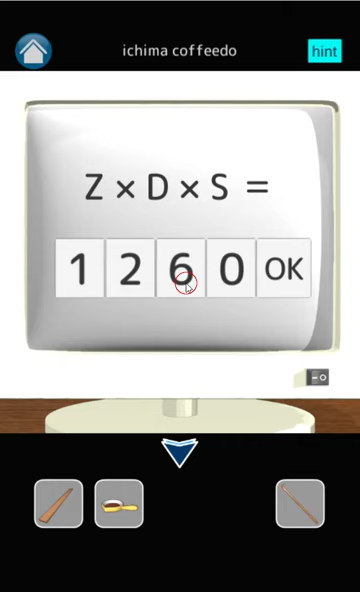 ichima coffeedo
hint
Z × D × S =
1 2 6 0 OK